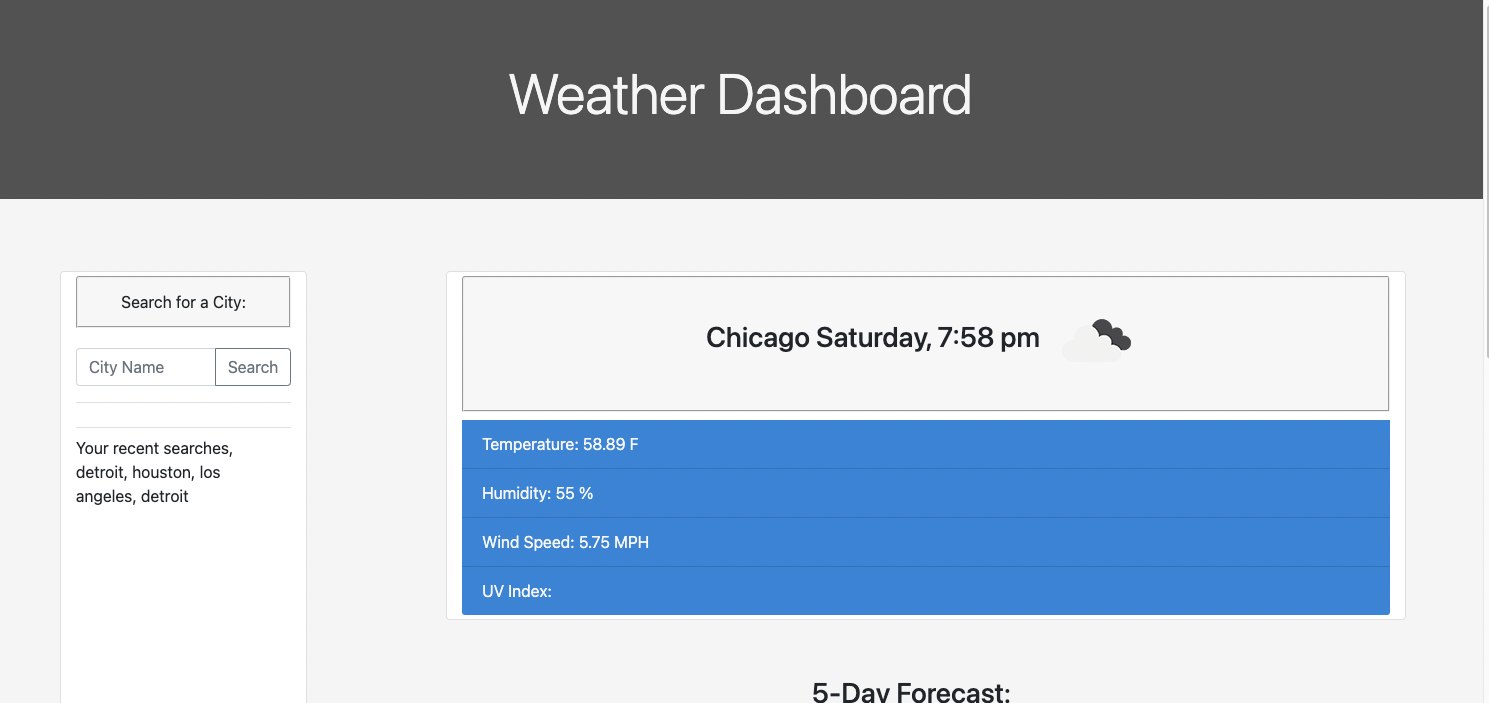 Weather Dashboard
Search for a City:
City Name
Search
Your recent searches,
detroit, houston, los
angeles, detroit
Chicago Saturday, 7:58 pm
Temperature: 58.89 F
Humidity: 55 %
Wind Speed: 5.75 MPH
UV Index:
5-Day Forecast: